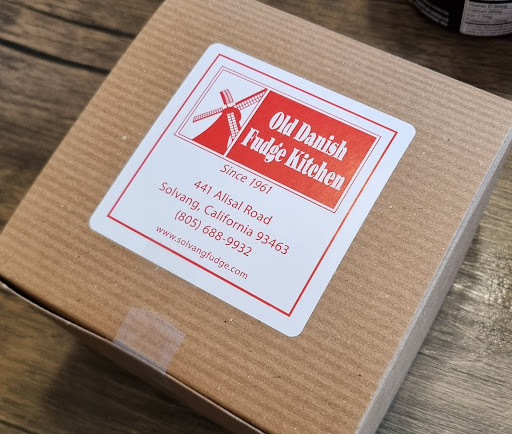 Old Danish
Fudge Kitchen
Since 1961
441 Alisal Road
Solvang, California 93463
(805) 688-9932
www.solvangfudge.com